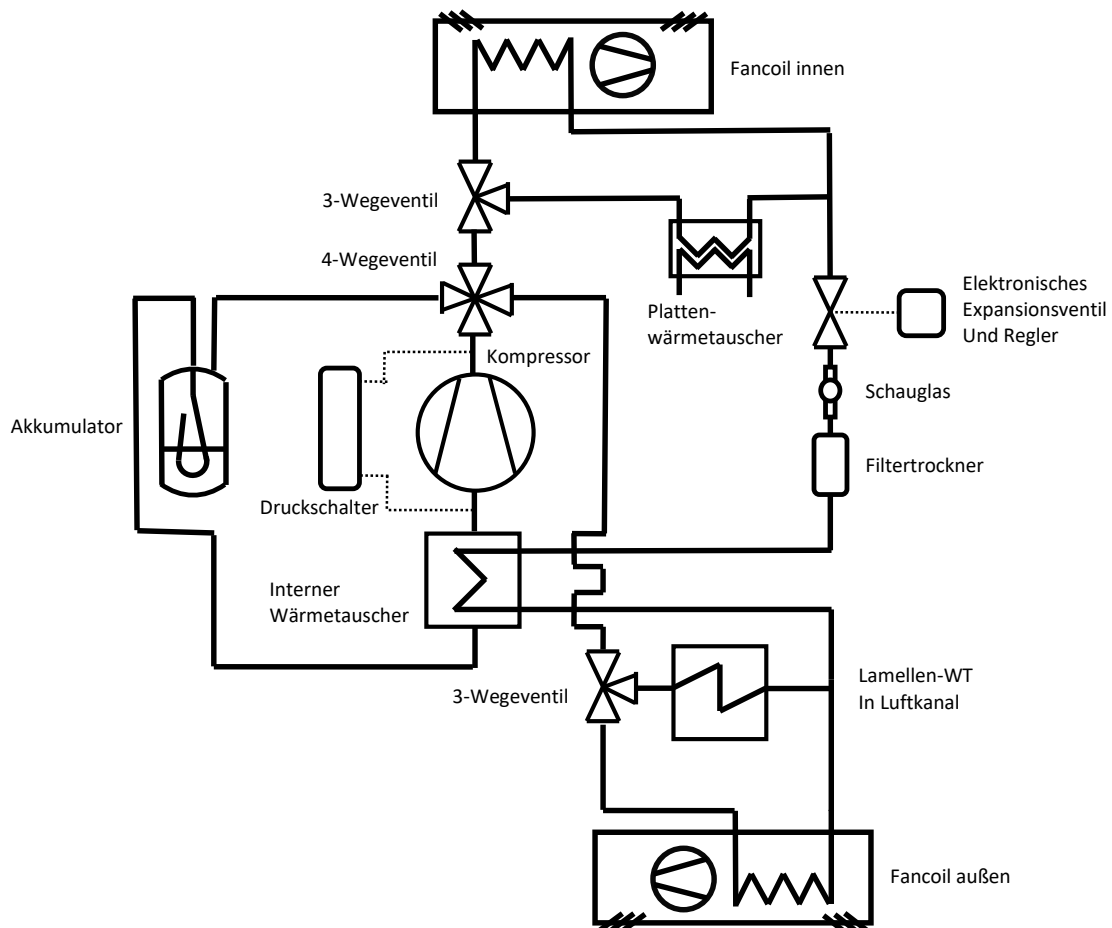 Fancoil innen
3-Wegeventil
4-Wegeventil
Elektronisches
Expansionsventil
Und Regler
Platten-
wärmetauscher
Kompressor
Schauglas
Akkumulator
Filtertrockner
Druckschalter
Interner
Wärmetauscher
Lamellen-WT
In Luftkanal
3-Wegeventil
Fancoil außen